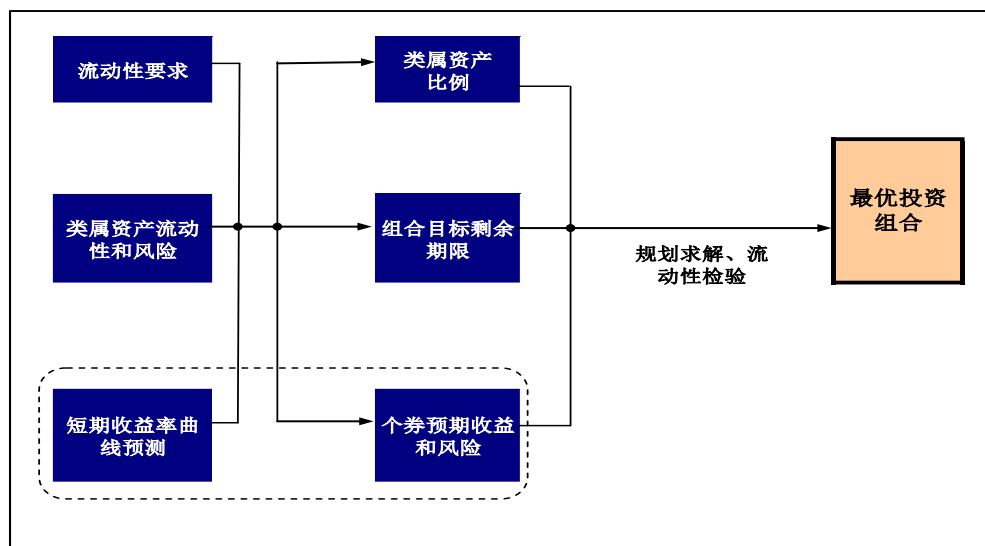 流动性要求
类属资产
比例
类属资产流动
性和风险
组合目标剩余
期限
最优投资
组合
规划求解、流
动性检验
短期收益率曲
线预测
个券预期收益
和风险